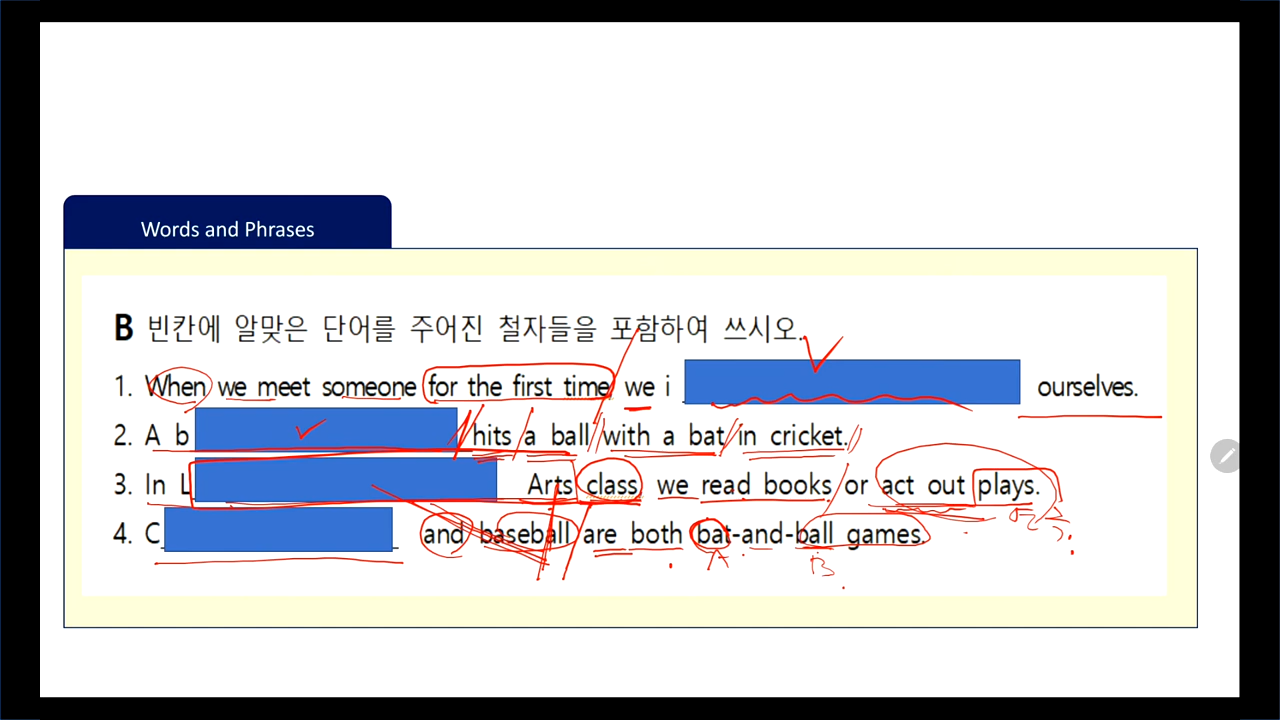 Words and Phrases
B 빈칸에 알맞은 단어를 주어진 철자들을 포함하여 쓰시오.
1. When we meet someone for the first time we i ourselves.
2. A b hits a ball with a bat in cricket.
3. In L Arts class we read books or act out plays.
4. C and baseball are both bat-and-ball games.
A B